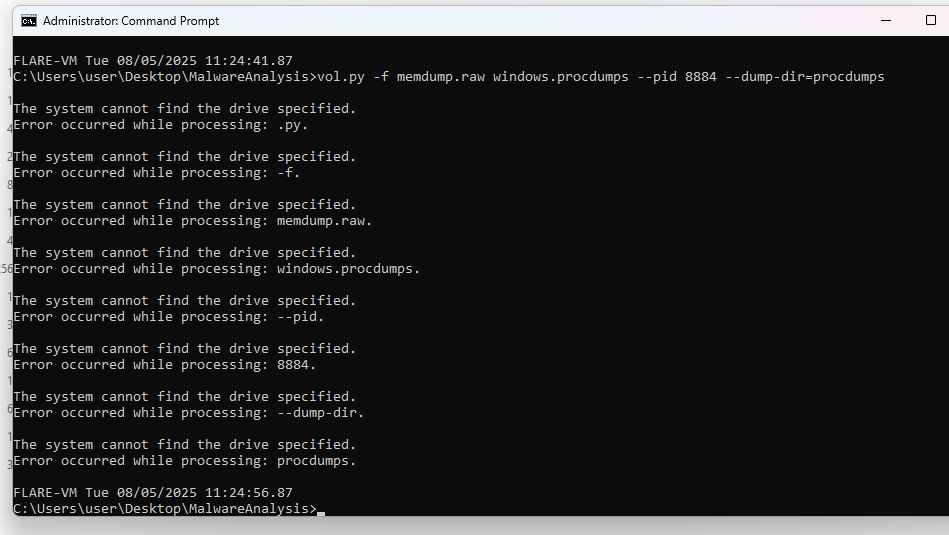 Administrator: Command Prompt
FLARE-VM Tue 08/05/2025 11:24:41.87
C:\Users\user\Desktop\MalwareAnalysis>vol.py -f memdump.raw windows.procdumps --pid 8884 --dump-dir=procdumps
The system cannot find the drive specified.
Error occurred while processing: .py.
The system cannot find the drive specified.
Error occurred while processing: -f.
The system cannot find the drive specified.
Error occurred while processing: memdump.raw.
The system cannot find the drive specified.
Error occurred while processing: windows.procdumps.
The system cannot find the drive specified.
Error occurred while processing: --pid.
The system cannot find the drive specified.
Error occurred while processing: 8884.
The system cannot find the drive specified.
Error occurred while processing: --dump-dir.
The system cannot find the drive specified.
Error occurred while processing: procdumps.
FLARE-VM Tue 08/05/2025 11:24:56.87
C:\Users\user\Desktop\MalwareAnalysis>